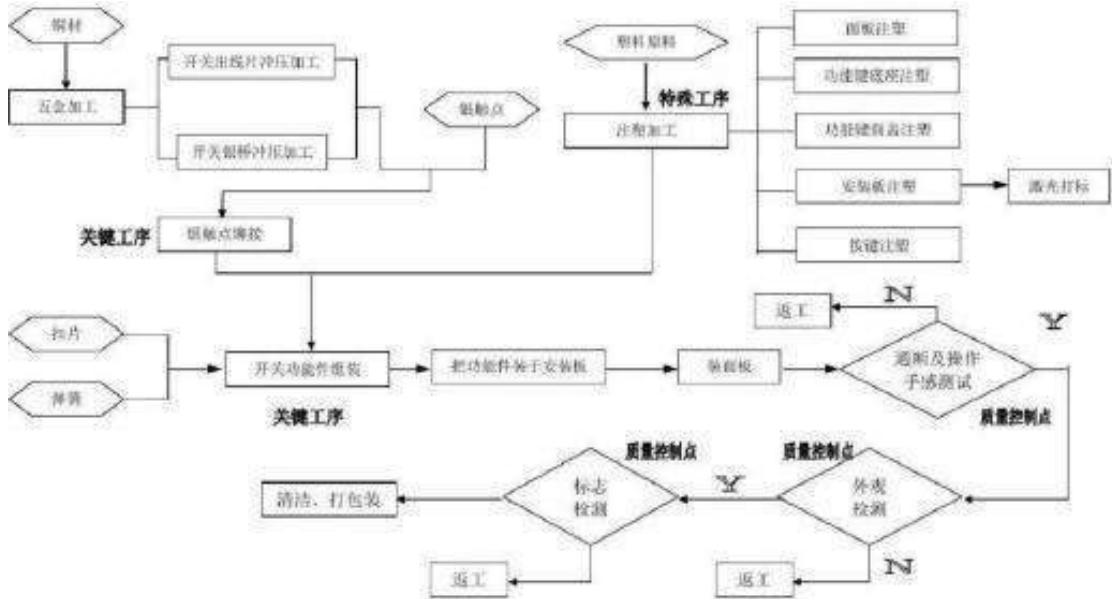 铜材
塑料原料
面板注塑
开关出线片冲压加工
功能键底座注塑
特殊工序
五金加工
银触点
注塑加工
功能键面盖注塑
开关银桥冲压加工
安装板注塑
激光打标
关键工序
银触点铆接
按键注塑
返工
N
Y
扣片
开关功能件组装
把功能件装于安装板
装面板
通断及操作
手感测试
弹簧
关键工序
质量控制点
质量控制点
质量控制点
清洁、打包装
标志
检测
Y
外观
检测
返工
返工
N